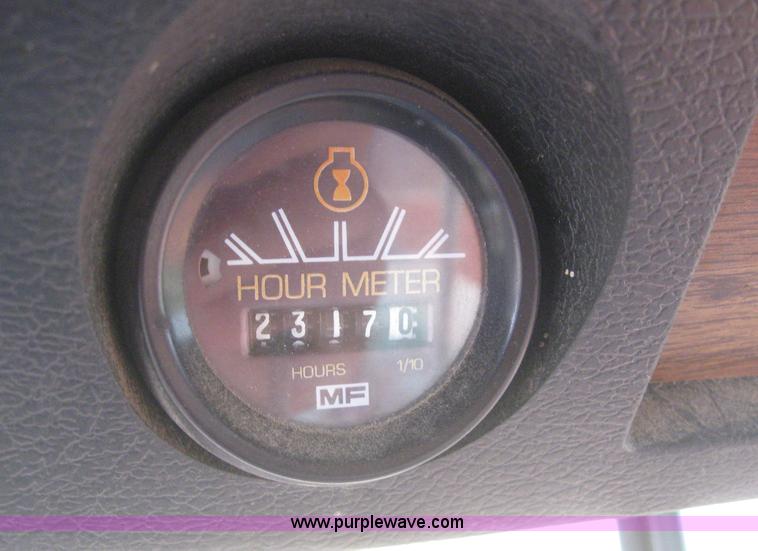 HOUR METER
23170
HOURS 1/10
MF
www.purplewave.com